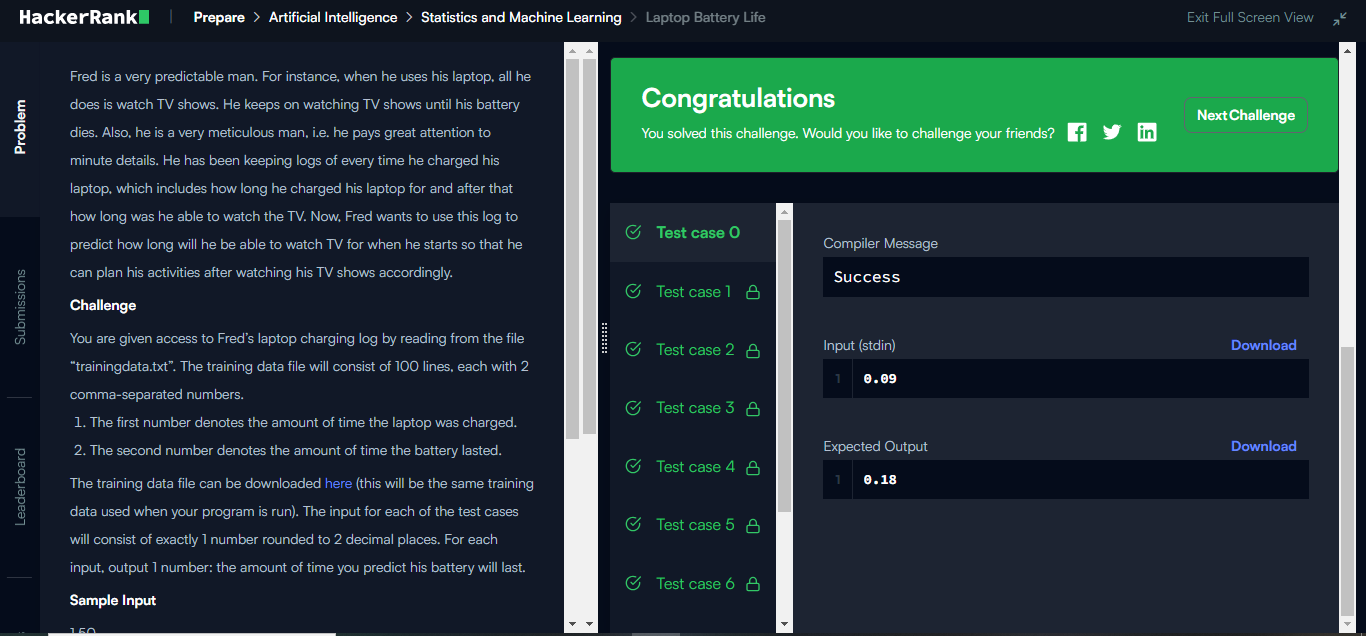 HackerRank
Prepare > Artificial Intelligence > Statistics and Machine Learning > Laptop Battery Life
Exit Full Screen View
Problem
Submissions
Leaderboard
Fred is a very predictable man. For instance, when he uses his laptop, all he
does is watch TV shows. He keeps on watching TV shows until his battery
dies. Also, he is a very meticulous man, i.e. he pays great attention to
minute details. He has been keeping logs of every time he charged his
laptop, which includes how long he charged his laptop for and after that
how long was he able to watch the TV. Now, Fred wants to use this log to
predict how long will he be able to watch TV for when he starts so that he
can plan his activities after watching his TV shows accordingly.
Challenge
You are given access to Fred’s laptop charging log by reading from the file
“trainingdata.txt”. The training data file will consist of 100 lines, each with 2
comma-separated numbers.
1. The first number denotes the amount of time the laptop was charged.
2. The second number denotes the amount of time the battery lasted.
The training data file can be downloaded here (this will be the same training
data used when your program is run). The input for each of the test cases
will consist of exactly 1 number rounded to 2 decimal places. For each
input, output 1 number: the amount of time you predict his battery will last.
Sample Input
1.50
Congratulations
You solved this challenge. Would you like to challenge your friends?
Next Challenge
Test case 0
Test case 1
Test case 2
Test case 3
Test case 4
Test case 5
Test case 6
Compiler Message
Success
Input (stdin)
Download
1 0.09
Expected Output
Download
1 0.18